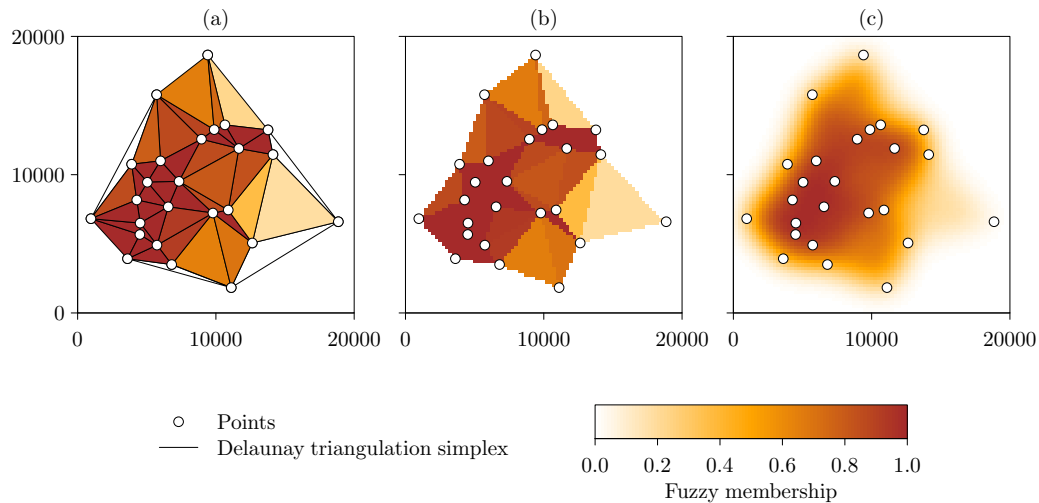 (a) (b) (c)
20000
10000
0
0 10000 20000 0 10000 20000 0 10000 20000
Points
Delaunay triangulation simplex
0.0 0.2 0.4 0.6 0.8 1.0
Fuzzy membership